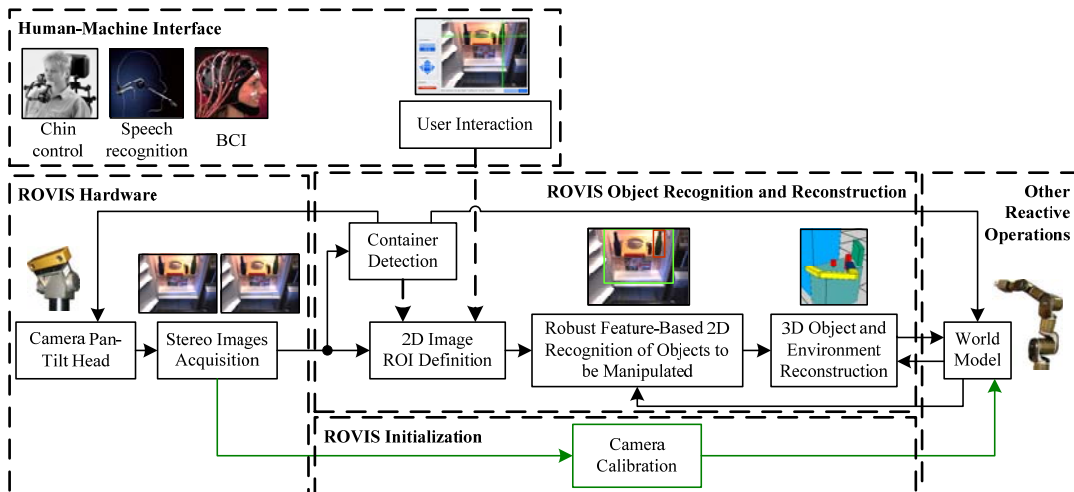 Human-Machine Interface
Chin
control
Speech
recognition
BCI
User Interaction
ROVIS Hardware
ROVIS Object Recognition and Reconstruction
Other
Reactive
Operations
Container
Detection
Camera Pan-
Tilt Head
Stereo Images
Acquisition
2D Image
ROI Definition
Robust Feature-Based 2D
Recognition of Objects to
be Manipulated
3D Object and
Environment
Reconstruction
World
Model
ROVIS Initialization
Camera
Calibration